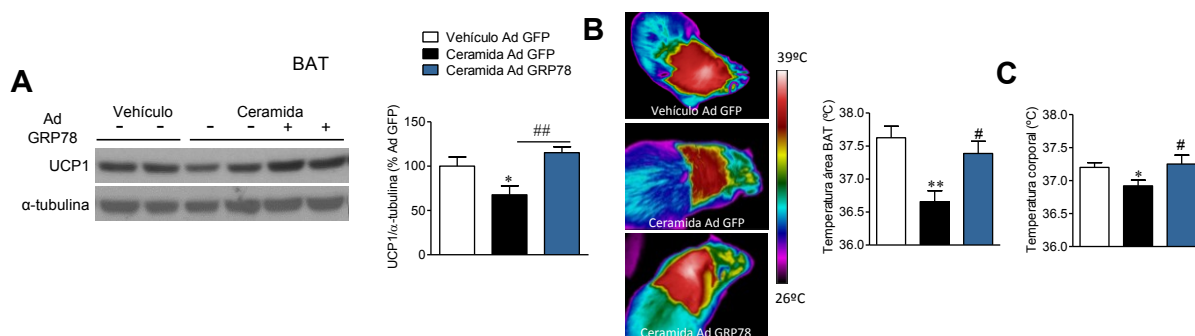 A
BAT
Ad
GRP78
Vehículo
Ceramida
- - - - + +
UCP1
α-tubulina
Vehículo Ad GFP
Ceramida Ad GFP
Ceramida Ad GRP78
UCP1/α-tubulina (% Ad GFP)
150
100
50
0
*
##
B
Vehículo Ad GFP
Ceramida Ad GFP
Ceramida Ad GRP78
39ºC
26ºC
Temperatura área BAT (ºC)
38.0
37.5
37.0
36.5
36.0
**
#
C
Temperatura corporal (ºC)
38.0
37.5
37.0
36.5
36.0
*
#